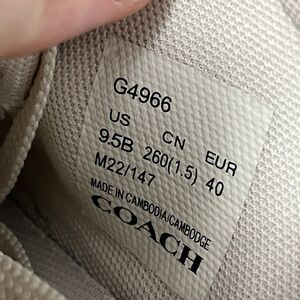 G4966
US CN EUR
9.5B 260(1.5) 40
M22/147
MADE IN CAMBODIA/CAMBODGE
COACH